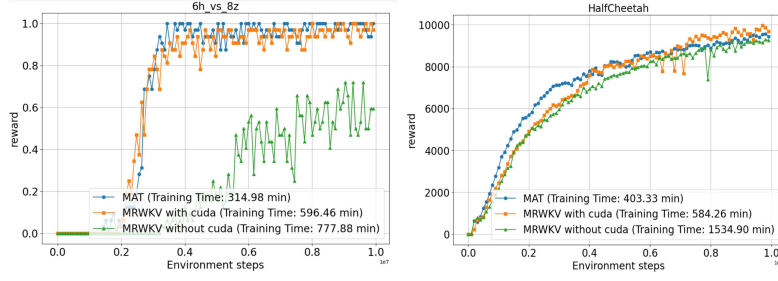 6h_vs_8z
reward
1.0
0.8
0.6
0.4
0.2
0.0
MAT (Training Time: 314.98 min)
MRWKV with cuda (Training Time: 596.46 min)
MRWKV without cuda (Training Time: 777.88 min)
0.0 0.2 0.4 0.6 0.8 1.0
Environment steps
1e7
HalfCheetah
reward
10000
8000
6000
4000
2000
0
MAT (Training Time: 403.33 min)
MRWKV with cuda (Training Time: 584.26 min)
MRWKV without cuda (Training Time: 1534.90 min)
0.0 0.2 0.4 0.6 0.8 1.0
Environment steps